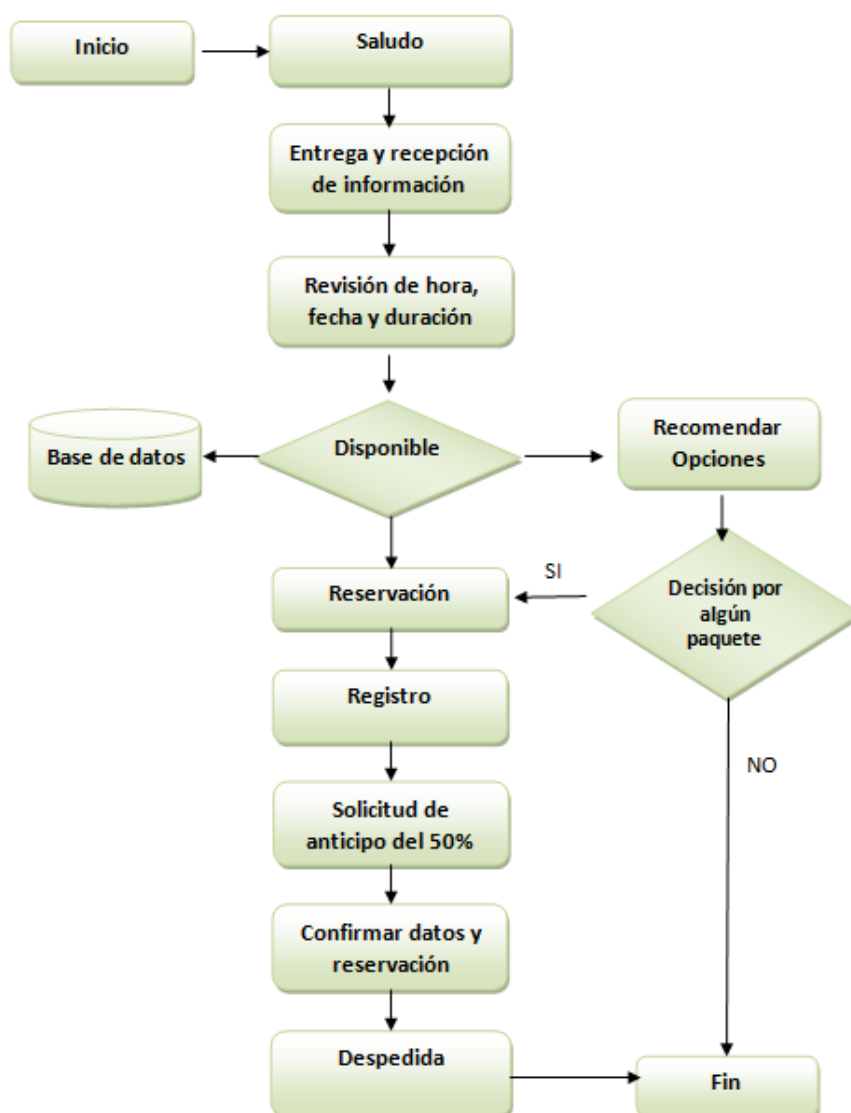 Inicio
Saludo
Entrega y recepción
de información
Revisión de hora,
fecha y duración
Disponible
Base de datos
Recomendar
Opciones
Reservación
SI
Decisión por
algún
paquete
Registro
NO
Solicitud de
anticipo del 50%
Confirmar datos y
reservación
Despedida
Fin